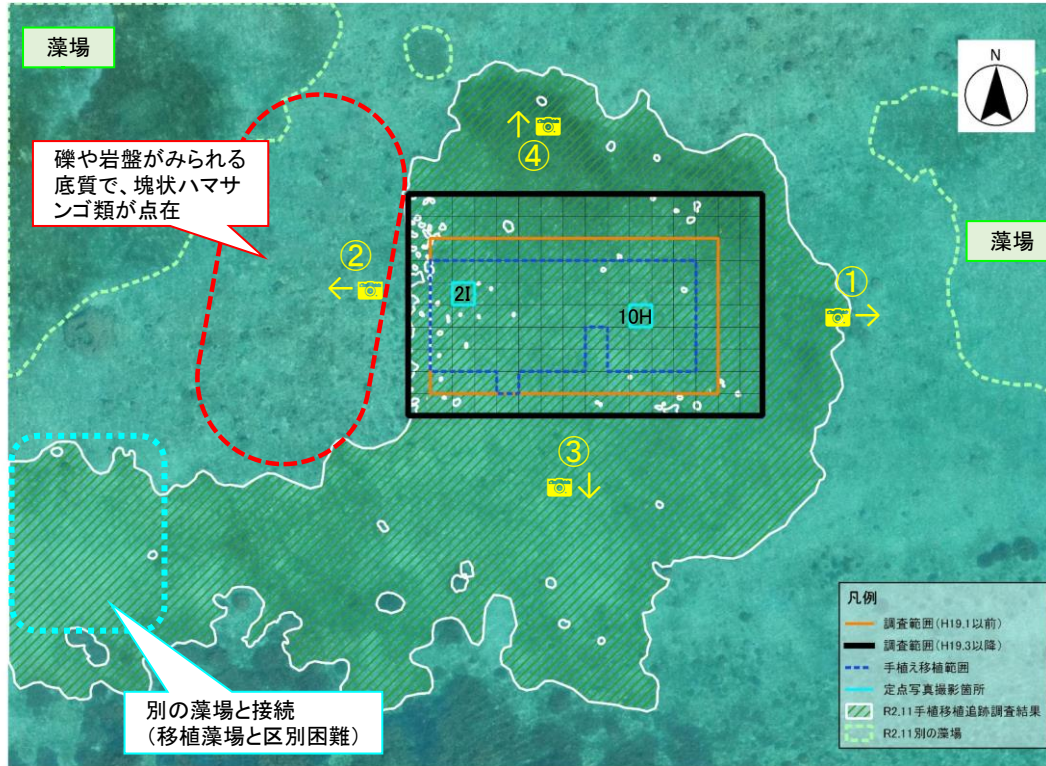 藻場
N
礫や岩盤がみられる
底質で、塊状ハマサ
ンゴ類が点在
④
藻場
②
①
2I
10H
③
別の藻場と接続
(移植藻場と区別困難)
凡例
調査範囲(H19.1以前)
調査範囲(H19.3以降)
手植え移植範囲
定点写真撮影箇所
R2.11手植移植追跡調査結果
R2.11別の藻場